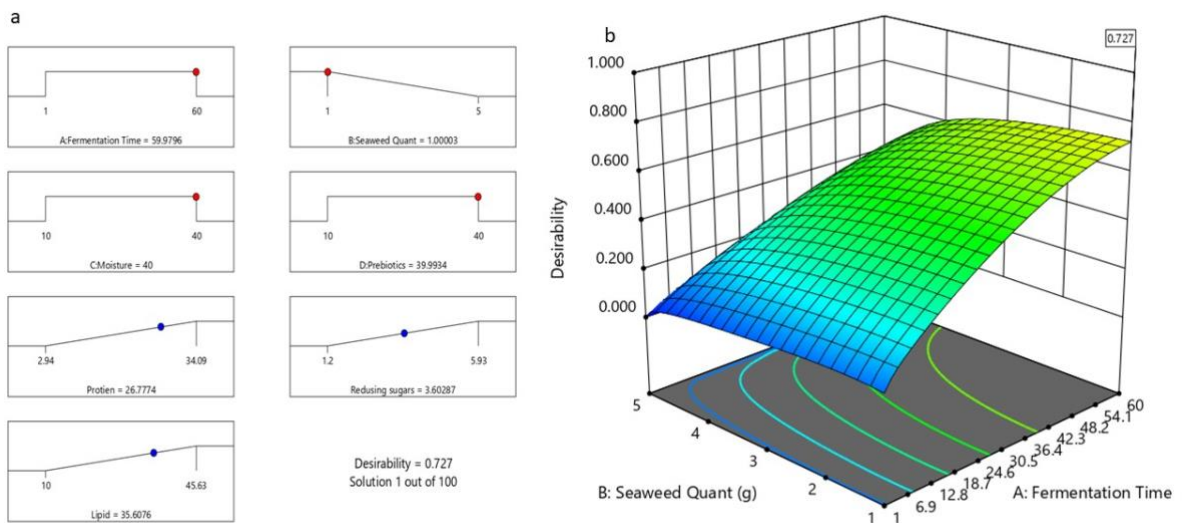 a
1 60
A:Fermentation Time = 59.9796
1 5
B:Seaweed Quant = 1.00003
10 40
C:Moisture = 40
10 40
D:Prebiotics = 39.9934
2.94 34.09
Protien = 26.7774
1.2 5.93
Redusing sugars = 3.60287
10 45.63
Lipid = 35.6076
Desirability = 0.727
Solution 1 out of 100
b
0.727
1.000
0.800
0.600
0.400
0.200
0.000
Desirability
5
4
3
2
1
B: Seaweed Quant (g)
1
6.9
12.8
18.7
24.6
30.5
36.4
42.3
48.2
54.1
60
A: Fermentation Time